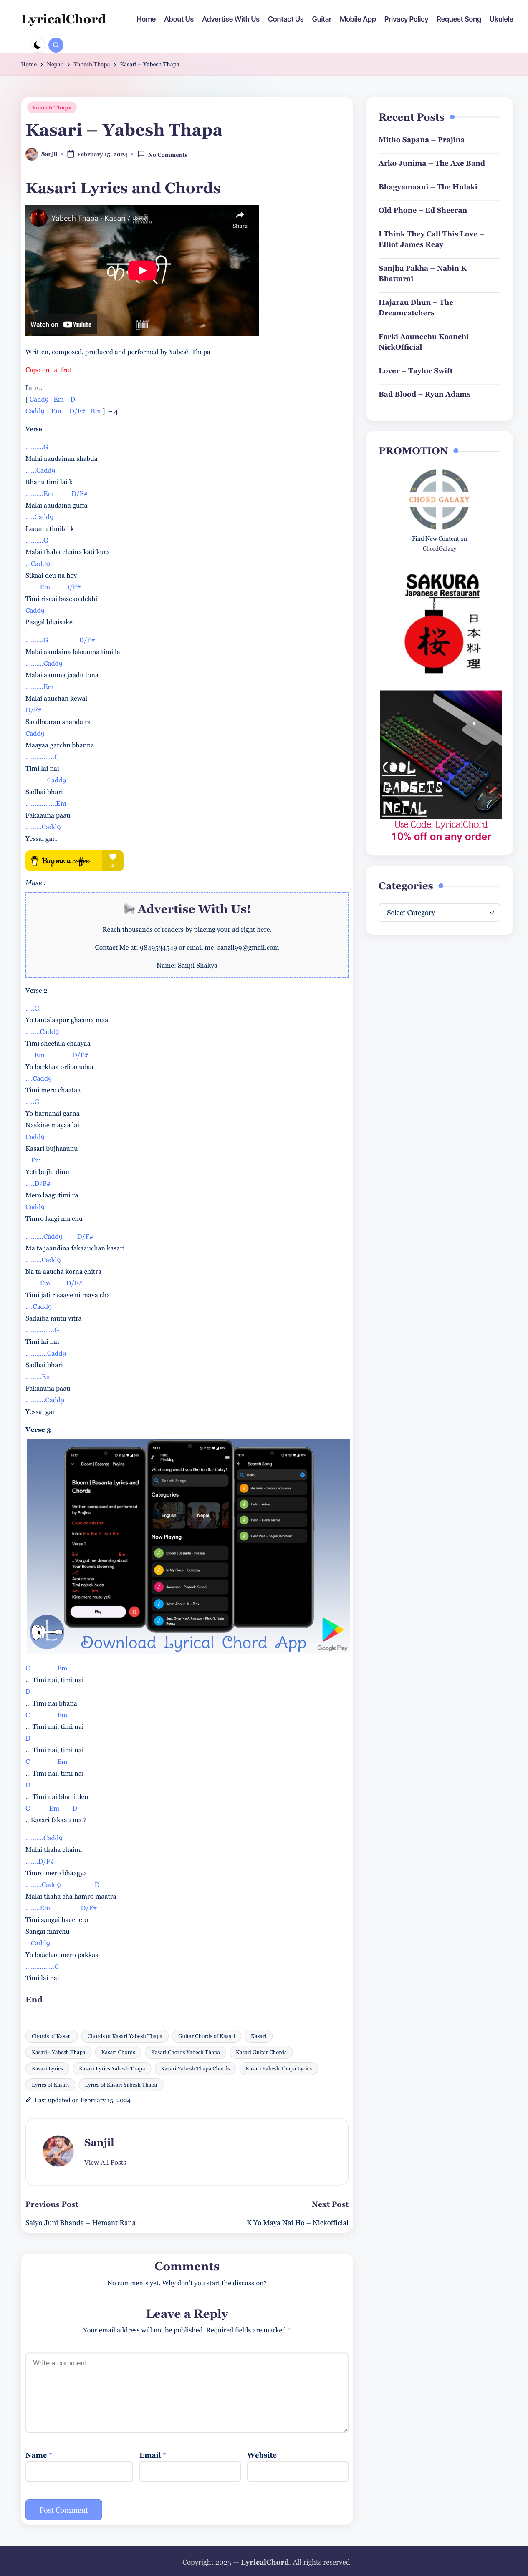 LyricalChord
Home About Us Advertise With Us Contact Us Guitar Mobile App Privacy Policy Request Song Ukulele
Home > Nepali > Yabesh Thapa > Kasari – Yabesh Thapa
Yabesh Thapa
Kasari – Yabesh Thapa
Sanjil · February 15, 2024 · No Comments
Kasari Lyrics and Chords
Yabesh Thapa - Kasari / कसरी
Share
कसरी
Watch on YouTube
Written, composed, produced and performed by Yabesh Thapa
Capo on 1st fret
Intro:
[ Cadd9 Em D
Cadd9 Em D/F# Bm ] – 4
Verse 1
..........G
Malai aaudainan shabda
......Cadd9
Bhanu timi lai k
..........Em D/F#
Malai aaudaina guffa
.....Cadd9
Laaunu timilai k
..........G
Malai thaha chaina kati kura
...Cadd9
Sikaai deu na hey
........Em D/F#
Timi risaai baseko dekhi
Cadd9
Paagal bhaisake
..........G D/F#
Malai aaudaina fakaauna timi lai
..........Cadd9
Malai aaunna jaadu tona
..........Em
Malai aauchan kewal
D/F#
Saadhaaran shabda ra
Cadd9
Maayaa garchu bhanna
................G
Timi lai nai
............Cadd9
Sadhai bhari
.................Em
Fakaauna paau
.........Cadd9
Yessai gari
Buy me a coffee
Music:
Advertise With Us!
Reach thousands of readers by placing your ad right here.
Contact Me at: 9849534549 or email me: sanzil99@gmail.com
Name: Sanjil Shakya
Verse 2
.....G
Yo tantalaapur ghaama maa
........Cadd9
Timi sheetala chaayaa
.....Em D/F#
Yo barkhaa orli aaudaa
....Cadd9
Timi mero chaataa
.....G
Yo barnanai garna
Naskine mayaa lai
Cadd9
Kasari bujhaaunu
...Em
Yeti bujhi dinu
.....D/F#
Mero laagi timi ra
Cadd9
Timro laagi ma chu
..........Cadd9 D/F#
Ma ta jaandina fakaauchan kasari
.........Cadd9
Na ta aaucha korna chitra
........Em D/F#
Timi jati risaaye ni maya cha
....Cadd9
Sadaiba mutu vitra
................G
Timi lai nai
............Cadd9
Sadhai bhari
.........Em
Fakaauna paau
...........Cadd9
Yessai gari
Verse 3
Bloom | Basanta Lyrics and Chords
Categories
English
Nepali
Now Playing
Search Song
Play
Download Lyrical Chord App
Google Play
C Em
... Timi nai, timi nai
D
... Timi nai bhana
C Em
... Timi nai, timi nai
D
... Timi nai, timi nai
C Em
... Timi nai, timi nai
D
... Timi nai bhani deu
C Em D
.. Kasari fakaau ma ?
..........Cadd9
Malai thaha chaina
.......D/F#
Timro mero bhaagya
.........Cadd9 D
Malai thaha cha hamro maatra
........Em D/F#
Timi sangai baachera
Sangai marchu
...Cadd9
Yo baachaa mero pakkaa
................G
Timi lai nai
End
Chords of Kasari
Chords of Kasari Yabesh Thapa
Guitar Chords of Kasari
Kasari
Kasari - Yabesh Thapa
Kasari Chords
Kasari Chords Yabesh Thapa
Kasari Guitar Chords
Kasari Lyrics
Kasari Lyrics Yabesh Thapa
Kasari Yabesh Thapa Chords
Kasari Yabesh Thapa Lyrics
Lyrics of Kasari
Lyrics of Kasari Yabesh Thapa
Last updated on February 15, 2024
Sanjil
View All Posts
Previous Post
Saiyo Juni Bhanda – Hemant Rana
Next Post
K Yo Maya Nai Ho – Nickofficial
Comments
No comments yet. Why don't you start the discussion?
Leave a Reply
Your email address will not be published. Required fields are marked *
Write a comment...
Name * Email * Website
Post Comment
Recent Posts
Mitho Sapana – Prajina
Arko Junima – The Axe Band
Bhagyamaani – The Hulaki
Old Phone – Ed Sheeran
I Think They Call This Love –
Elliot James Reay
Sanjha Pakha – Nabin K
Bhattarai
Hajarau Dhun – The
Dreamcatchers
Farki Aaunechu Kaanchi –
NickOfficial
Lover – Taylor Swift
Bad Blood – Ryan Adams
PROMOTION
CHORD GALAXY
Find New Content on
ChordGalaxy
SAKURA
Japanese Restaurant
桜
日本料理
COOL
GADGETS
NEPAL
Use Code: LyricalChord
10% off on any order
Categories
Select Category
Copyright 2025 — LyricalChord. All rights reserved.